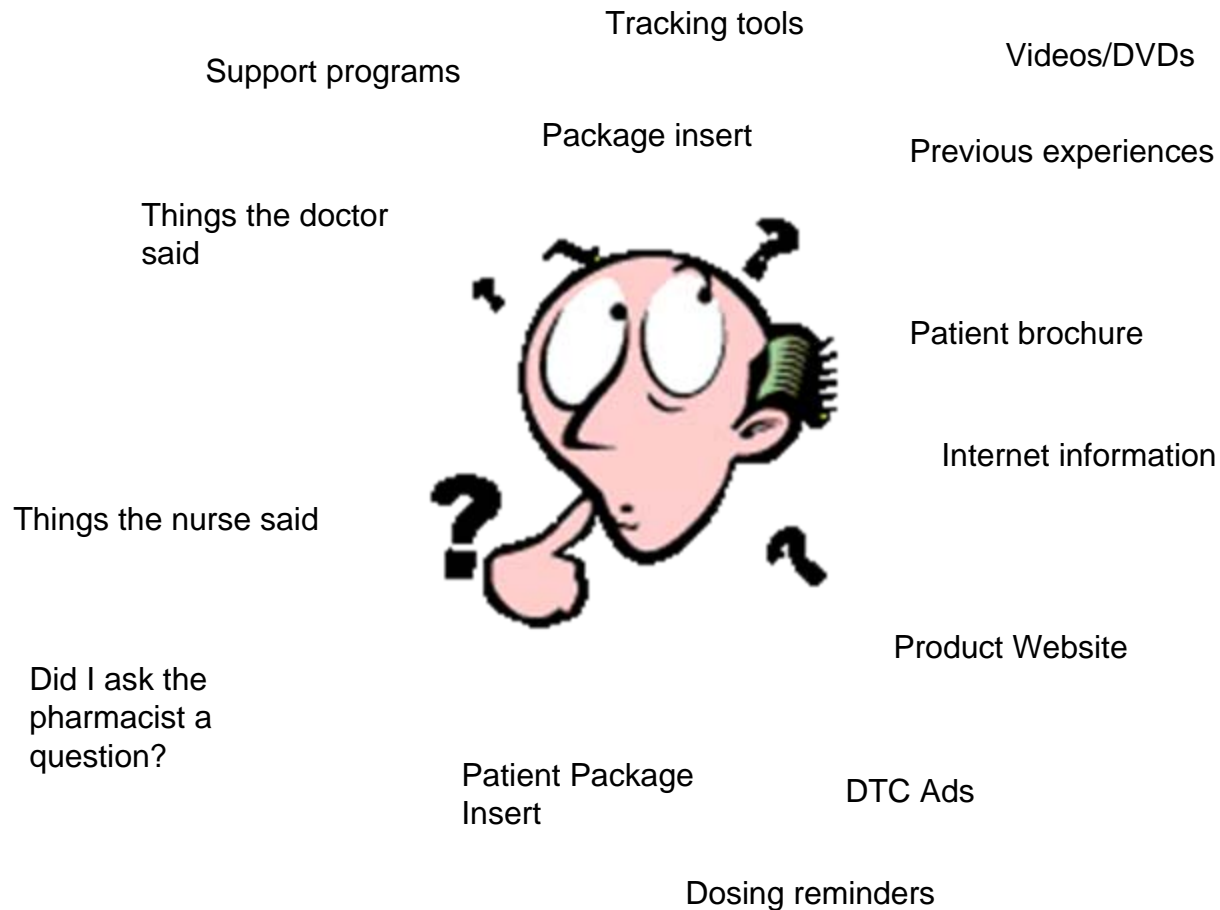 Tracking tools
Videos/DVDs
Support programs
Package insert
Previous experiences
Things the doctor
said
Patient brochure
Internet information
Things the nurse said
Product Website
Did I ask the
pharmacist a
question?
Patient Package
Insert
DTC Ads
Dosing reminders
?
?
?
?
?